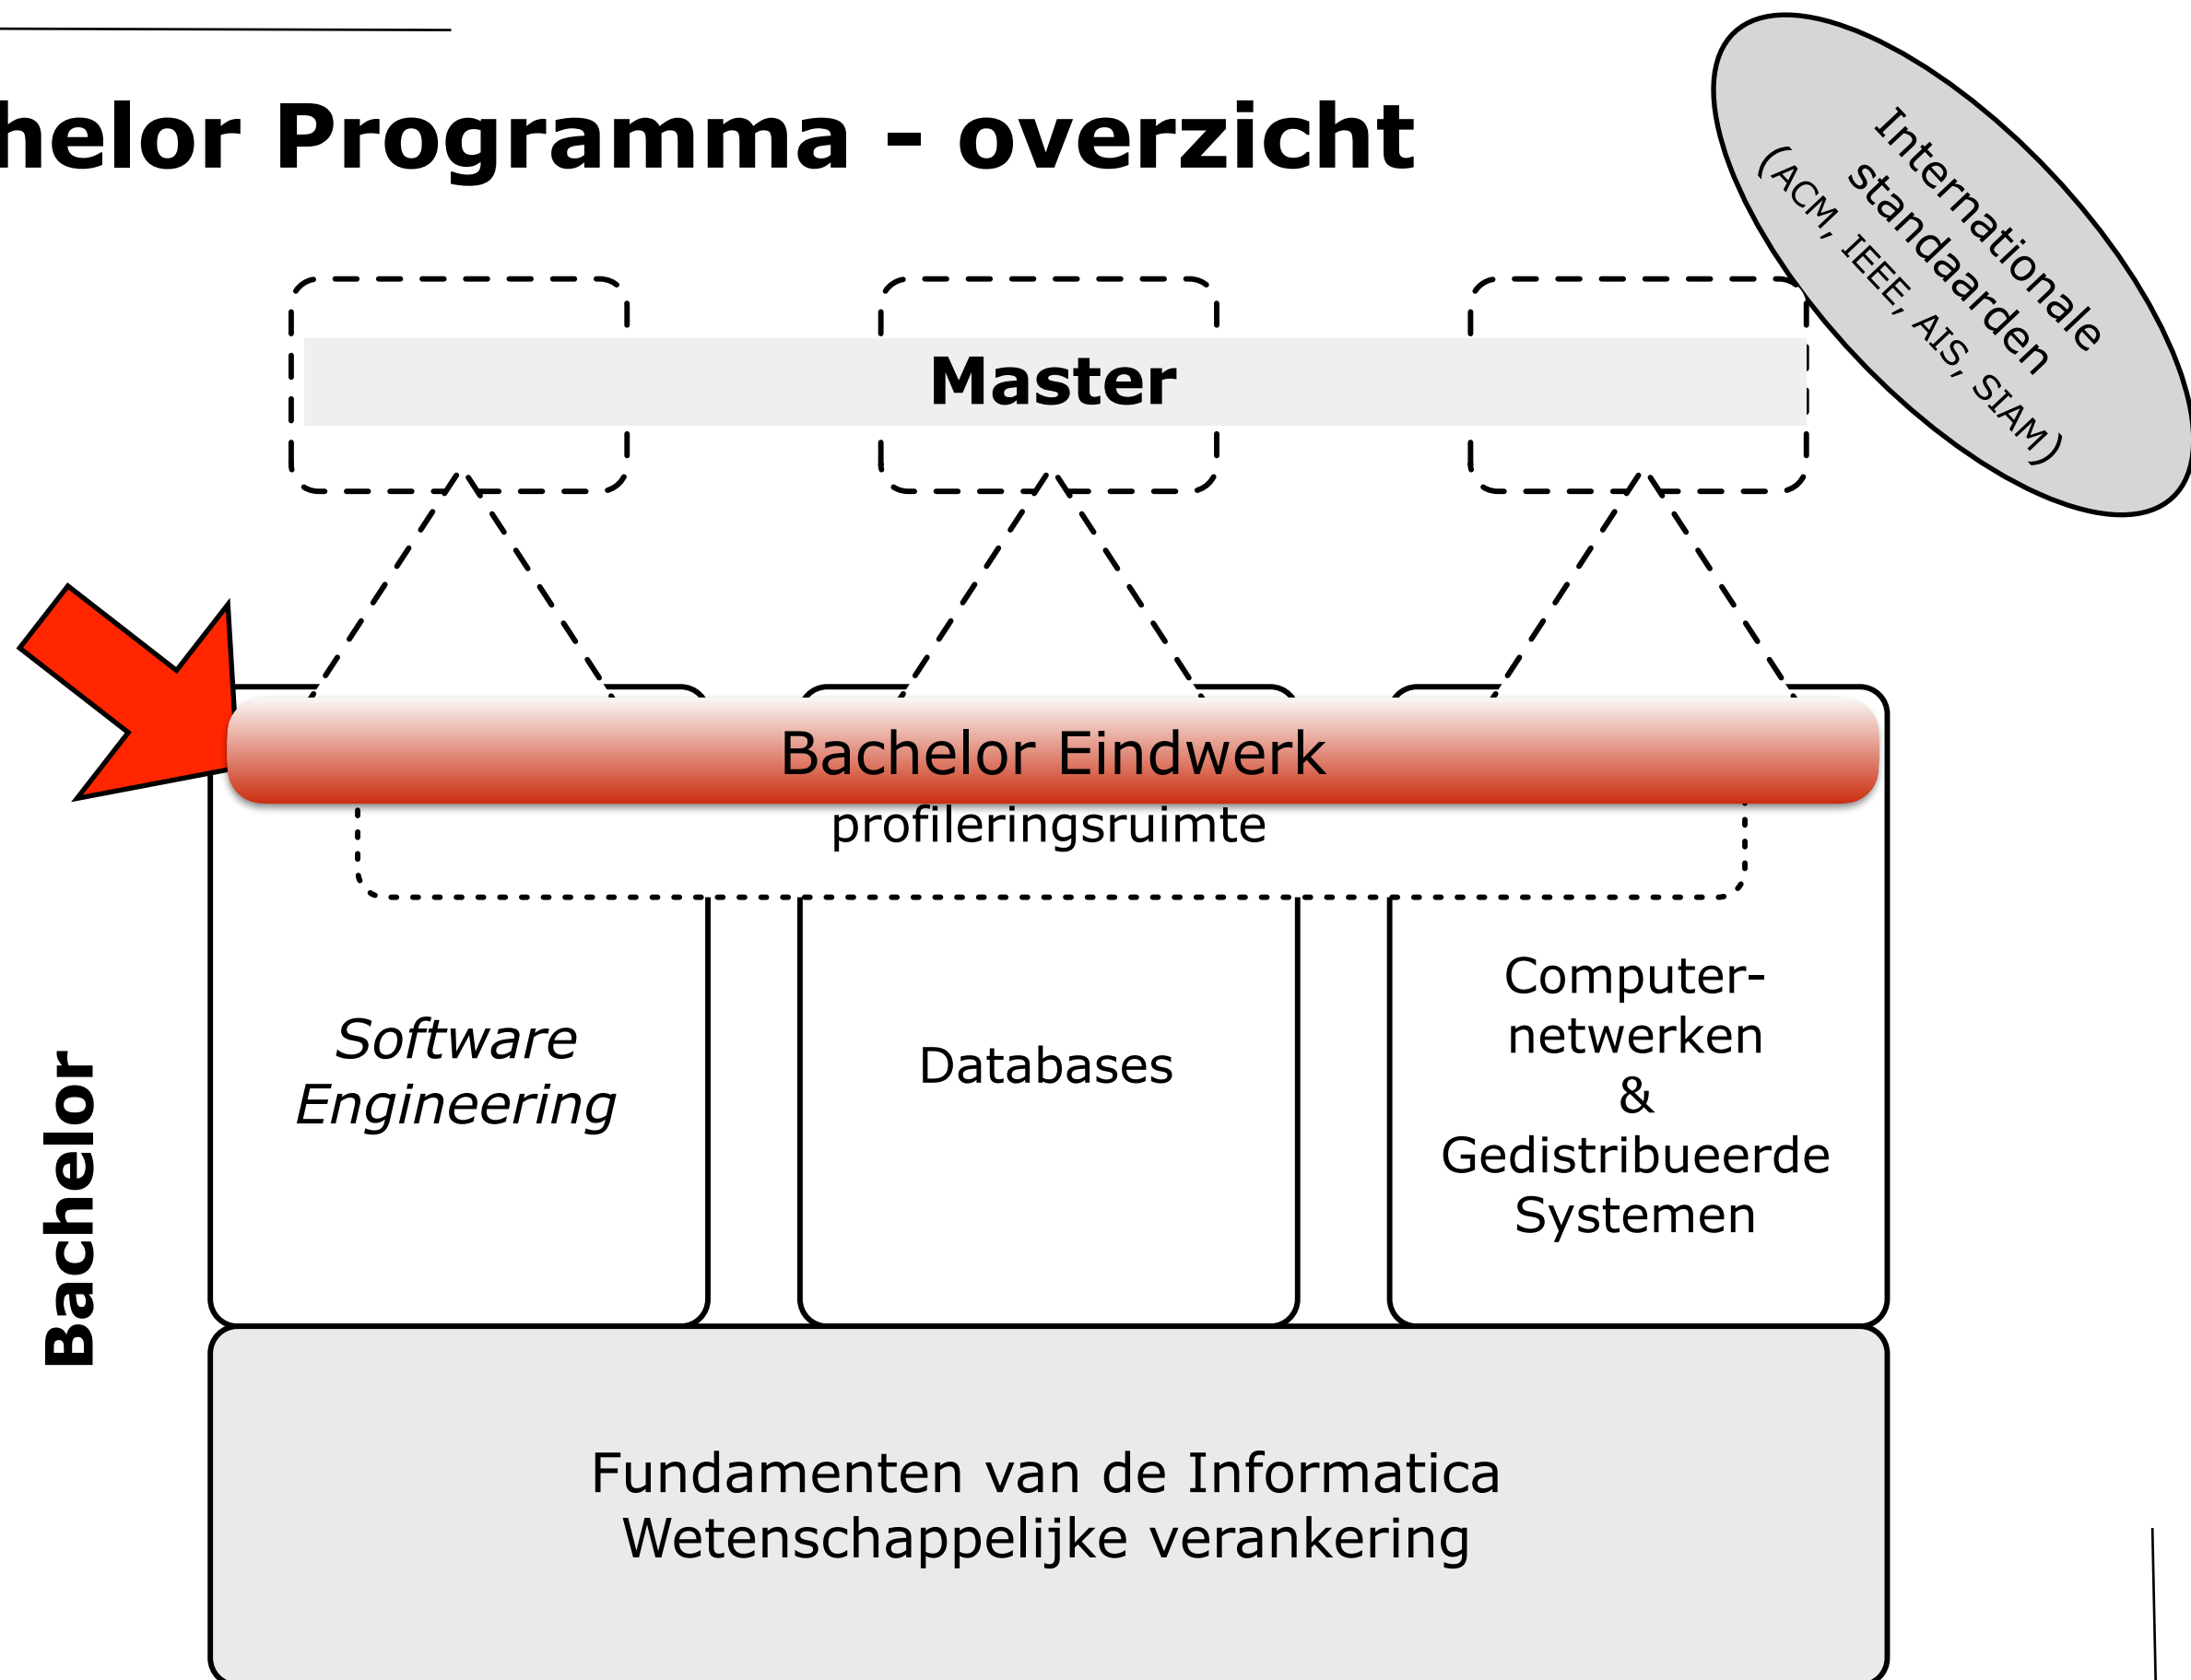 helor Programma - overzicht
Internationale
standaarden
(ACM, IEEE, AIS, SIAM)
Master
Bachelor Eindwerk
profileringsruimte
Software
Engineering
Databases
Computer-
netwerken
&
Gedistribueerde
Systemen
Bachelor
Fundamenten van de Informatica
Wetenschappelijke verankering